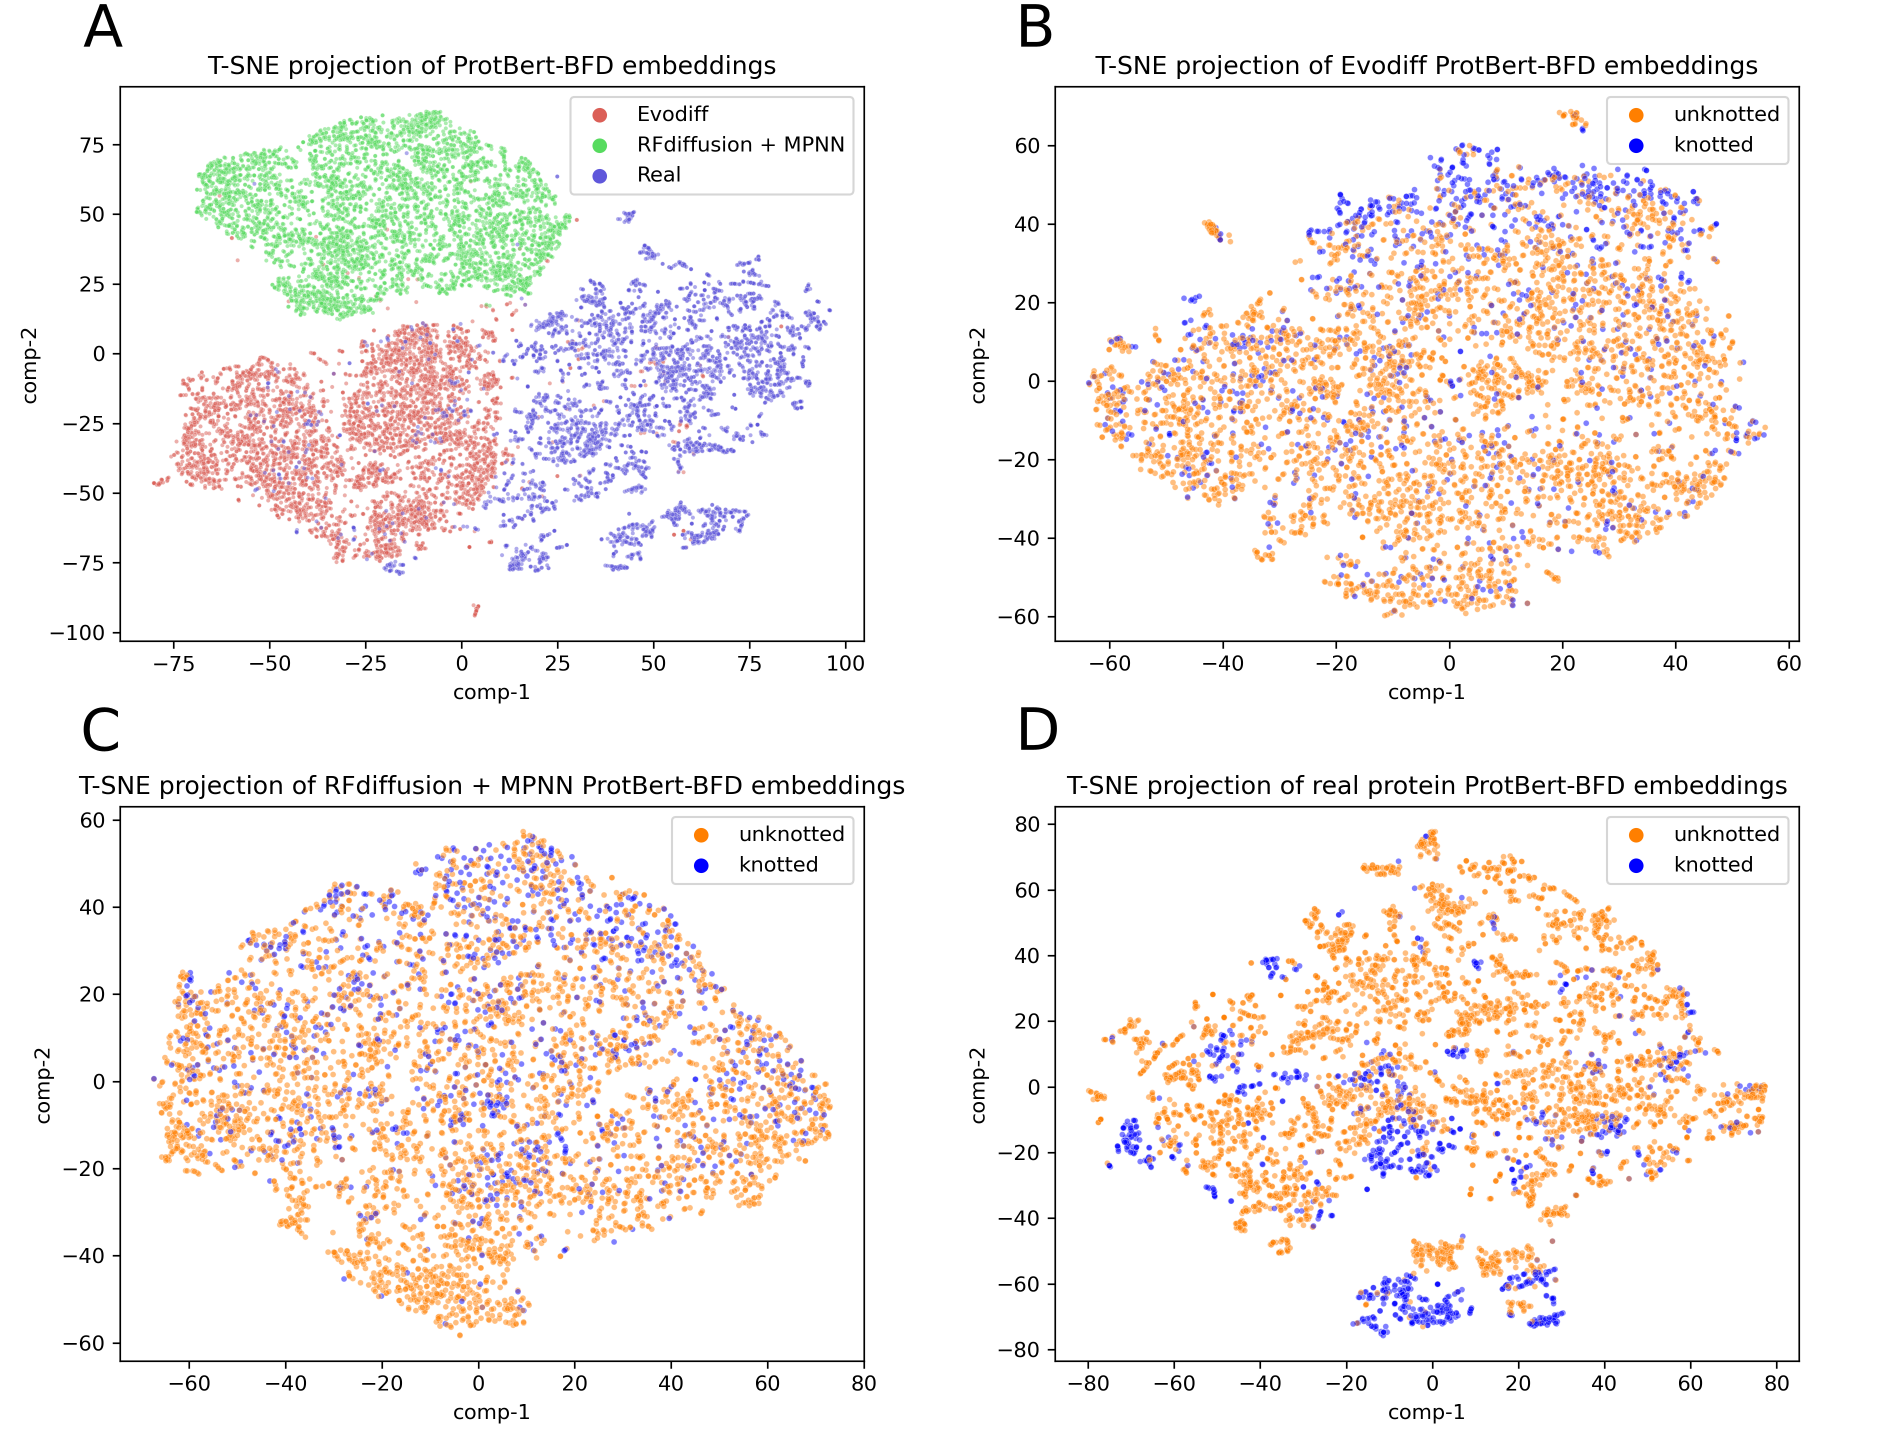 A
T-SNE projection of ProtBert-BFD embeddings
Evodiff
RFdiffusion + MPNN
Real
75
50
25
0
−25
−50
−75
−100
comp-2
−75 −50 −25 0 25 50 75 100
comp-1
B
T-SNE projection of Evodiff ProtBert-BFD embeddings
unknotted
knotted
60
40
20
0
−20
−40
−60
comp-2
−60 −40 −20 0 20 40 60
comp-1
C
T-SNE projection of RFdiffusion + MPNN ProtBert-BFD embeddings
unknotted
knotted
60
40
20
0
−20
−40
−60
comp-2
−60 −40 −20 0 20 40 60 80
comp-1
D
T-SNE projection of real protein ProtBert-BFD embeddings
unknotted
knotted
80
60
40
20
0
−20
−40
−60
−80
comp-2
−80 −60 −40 −20 0 20 40 60 80
comp-1